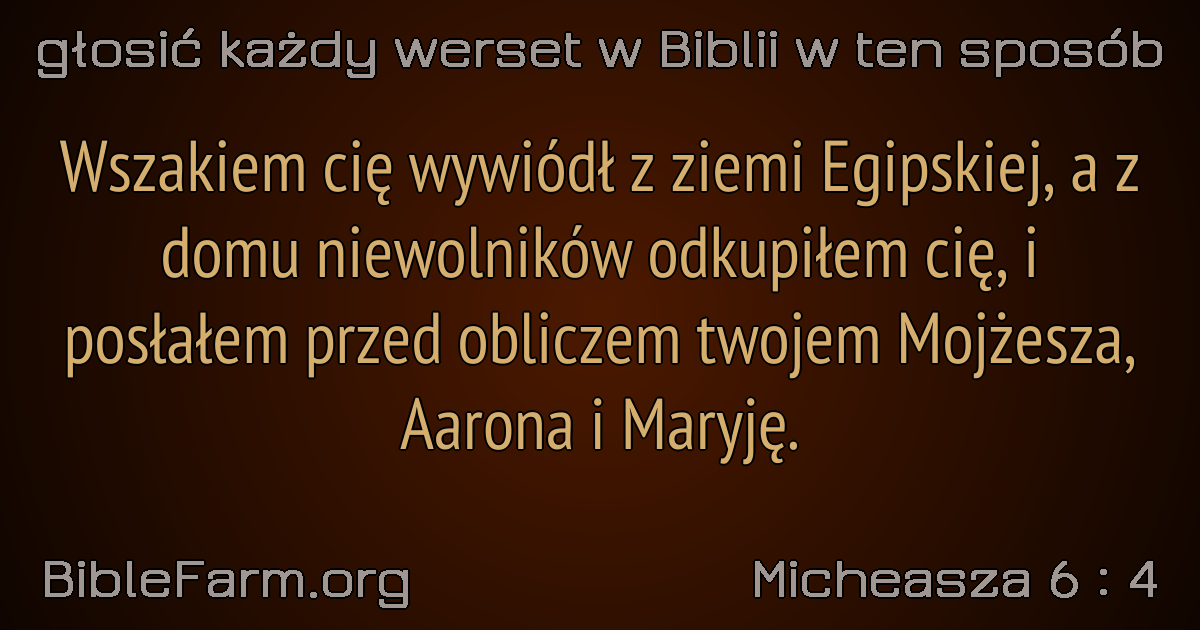 głosić każdy werset w Biblii w ten sposób
Wszakiem cię wywiódł z ziemi Egipskiej, a z
domu niewolników odkupiłem cię, i
posłałem przed obliczem twojem Mojżesza,
Aarona i Maryję.
BibleFarm.org
Micheasza 6 : 4